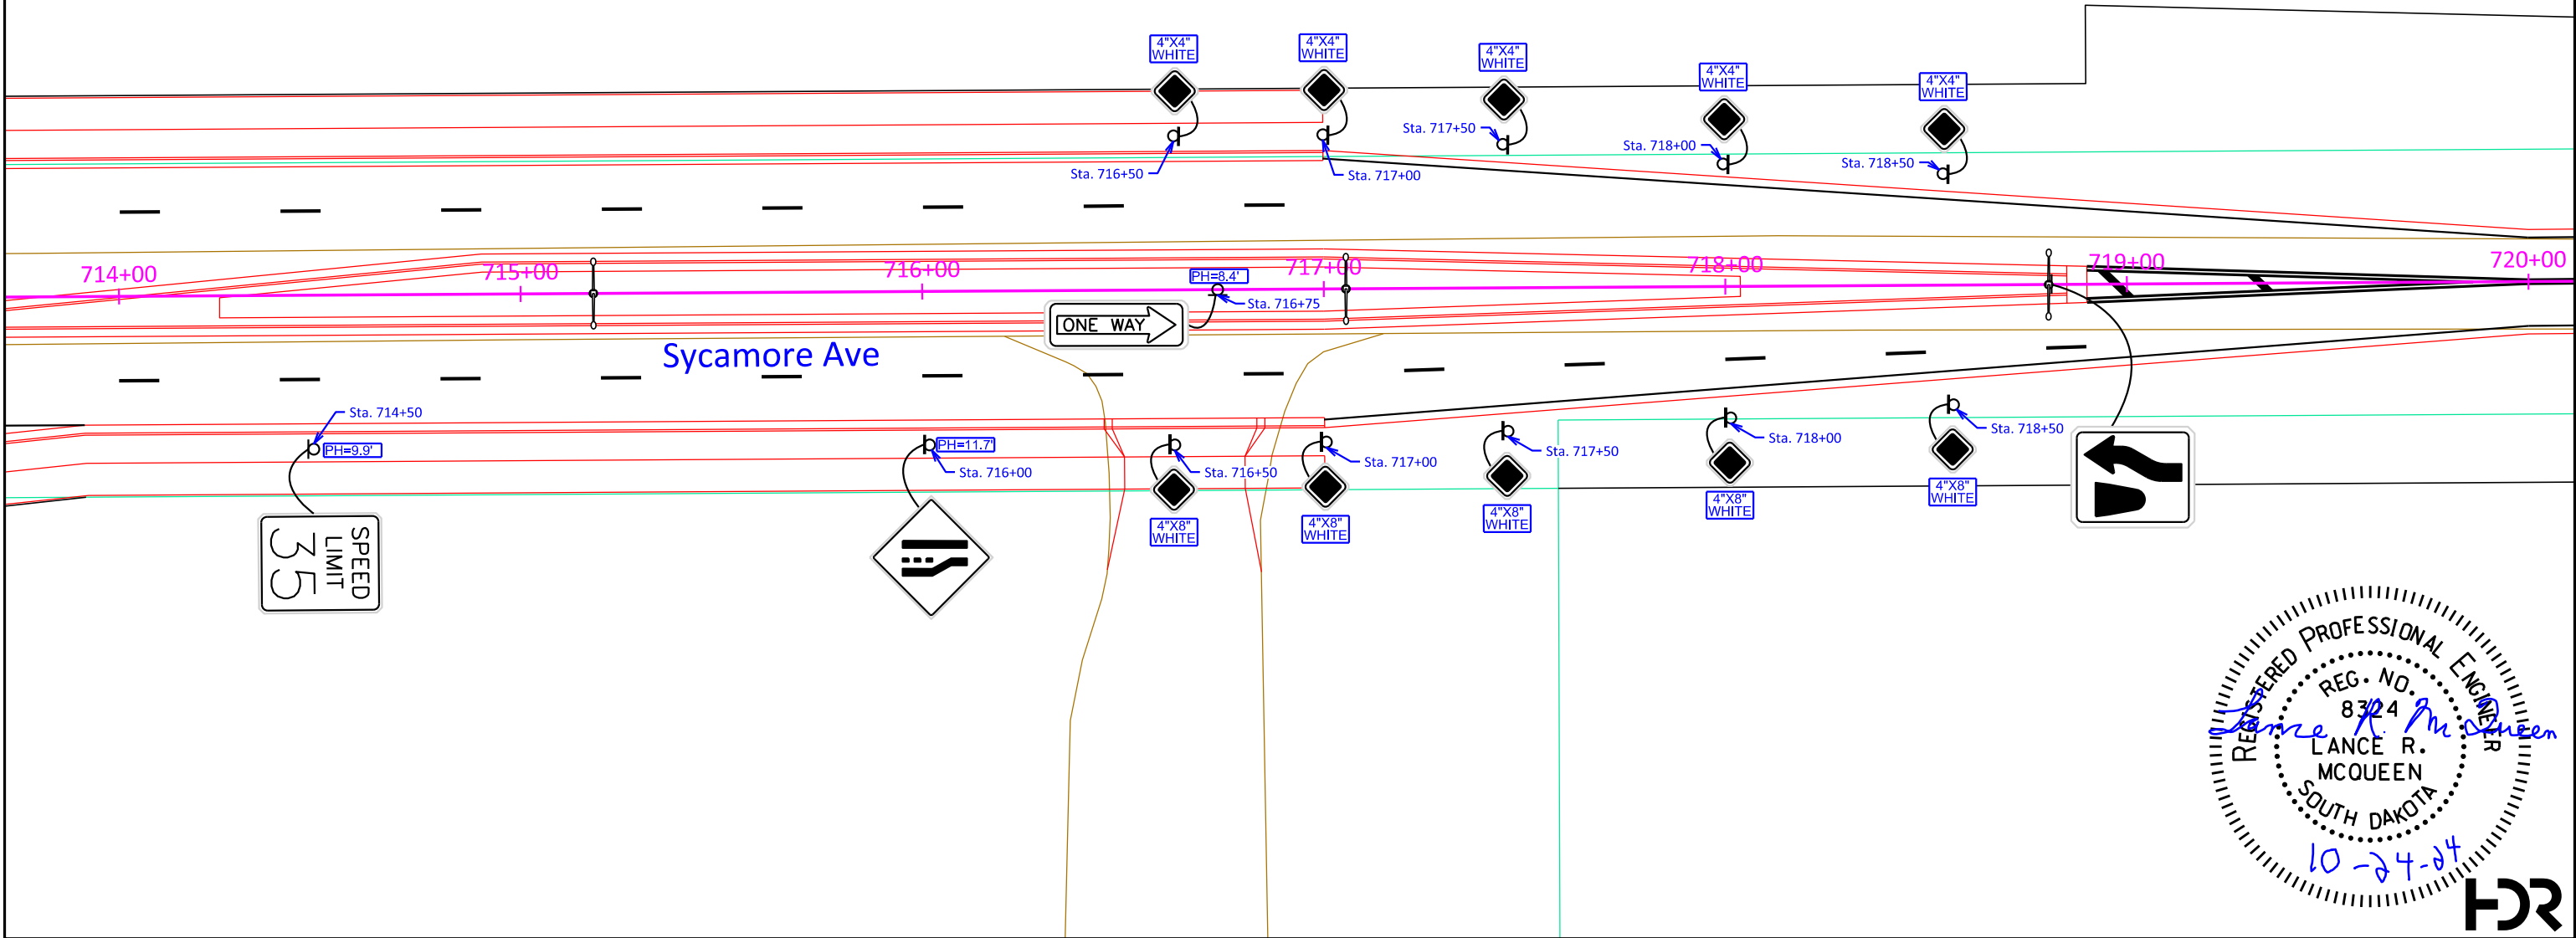 4"X4"
WHITE
4"X4"
WHITE
4"X4"
WHITE
4"X4"
WHITE
4"X4"
WHITE
Sta. 716+50
Sta. 717+00
Sta. 717+50
Sta. 718+00
Sta. 718+50
714+00
715+00
716+00
717+00
718+00
719+00
720+00
PH=8.4'
Sta. 716+75
ONE WAY
Sycamore Ave
Sta. 714+50
PH=9.9'
SPEED
LIMIT
35
PH=11.7'
Sta. 716+00
Sta. 716+50
4"X8"
WHITE
Sta. 717+00
4"X8"
WHITE
Sta. 717+50
4"X8"
WHITE
Sta. 718+00
4"X8"
WHITE
Sta. 718+50
4"X8"
WHITE
REGISTERED PROFESSIONAL ENGINEER
REG. NO.
8324
LANCE R.
MCQUEEN
SOUTH DAKOTA
Lance R. McQueen
10-24-24
HDR